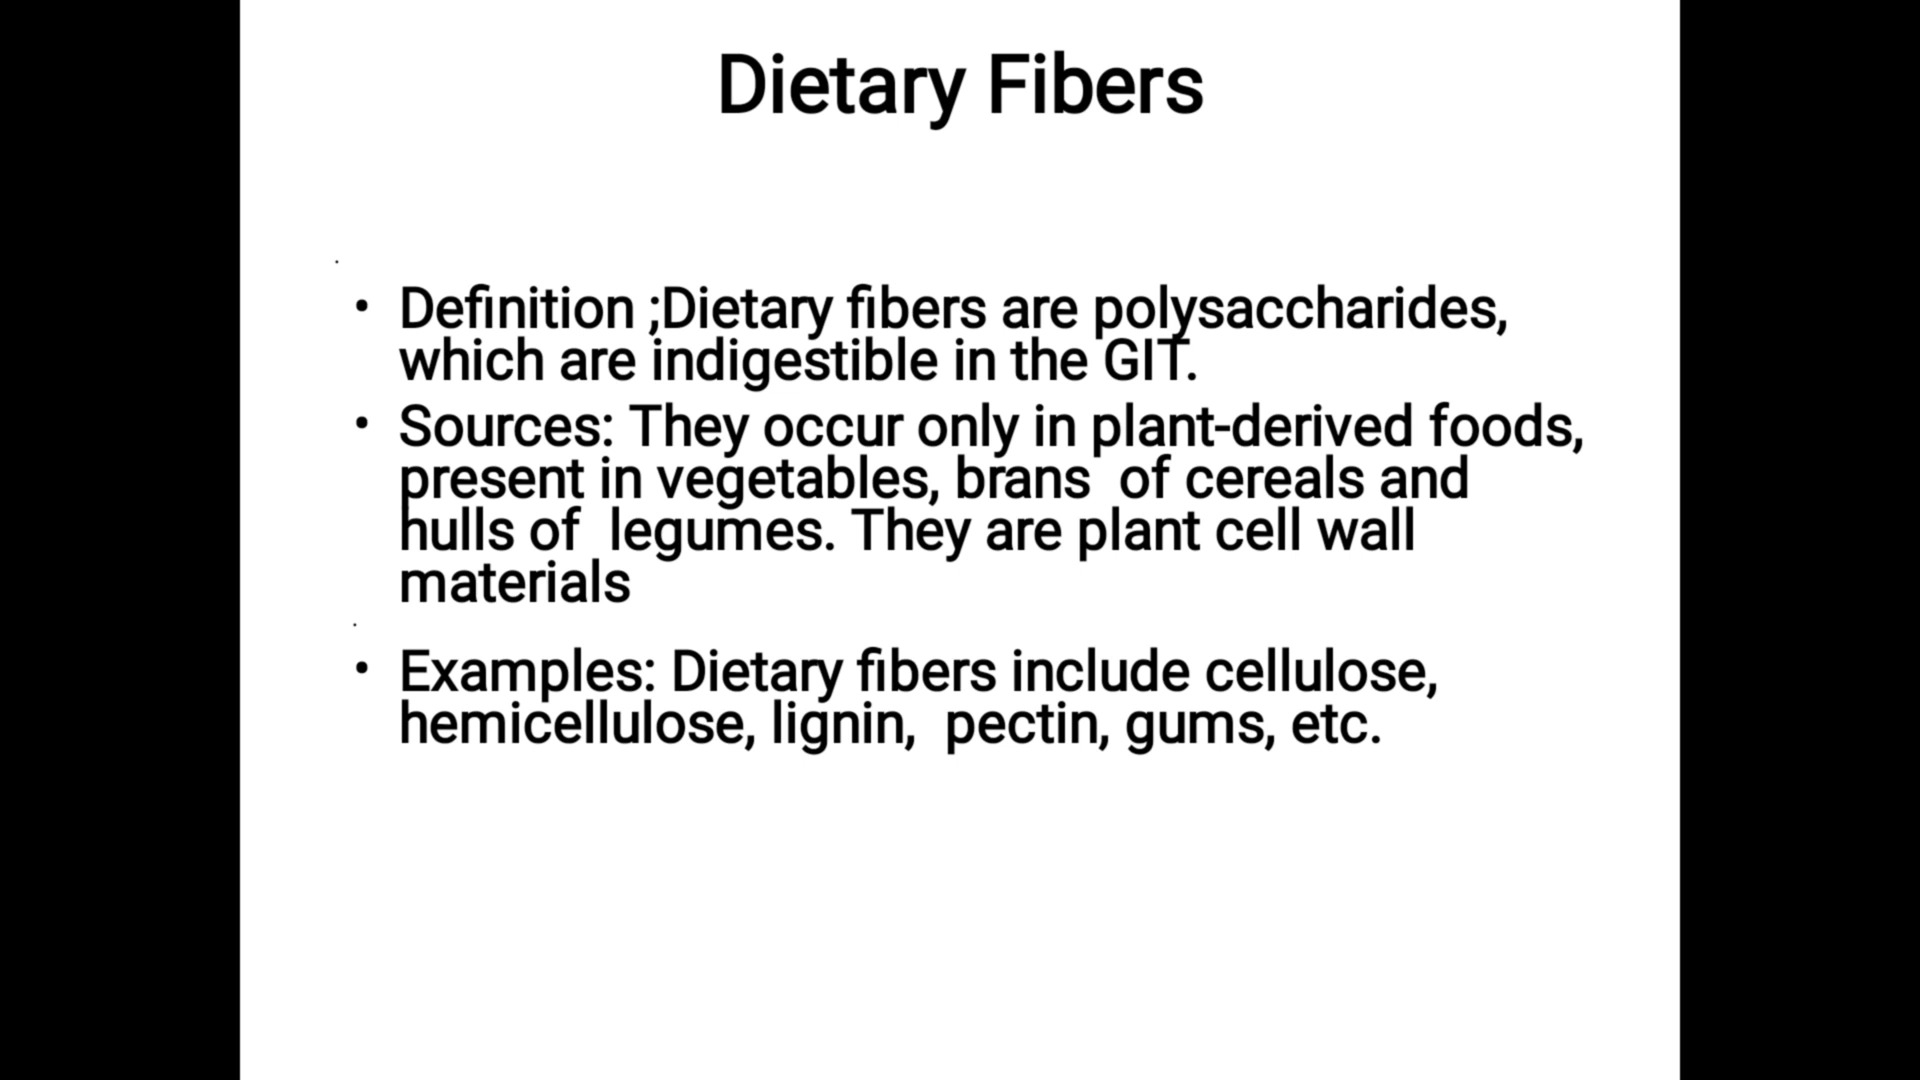 Dietary Fibers
• Definition ;Dietary fibers are polysaccharides,
which are indigestible in the GIT.
• Sources: They occur only in plant-derived foods,
present in vegetables, brans  of cereals and
hulls of  legumes. They are plant cell wall
materials
• Examples: Dietary fibers include cellulose,
hemicellulose, lignin,  pectin, gums, etc.